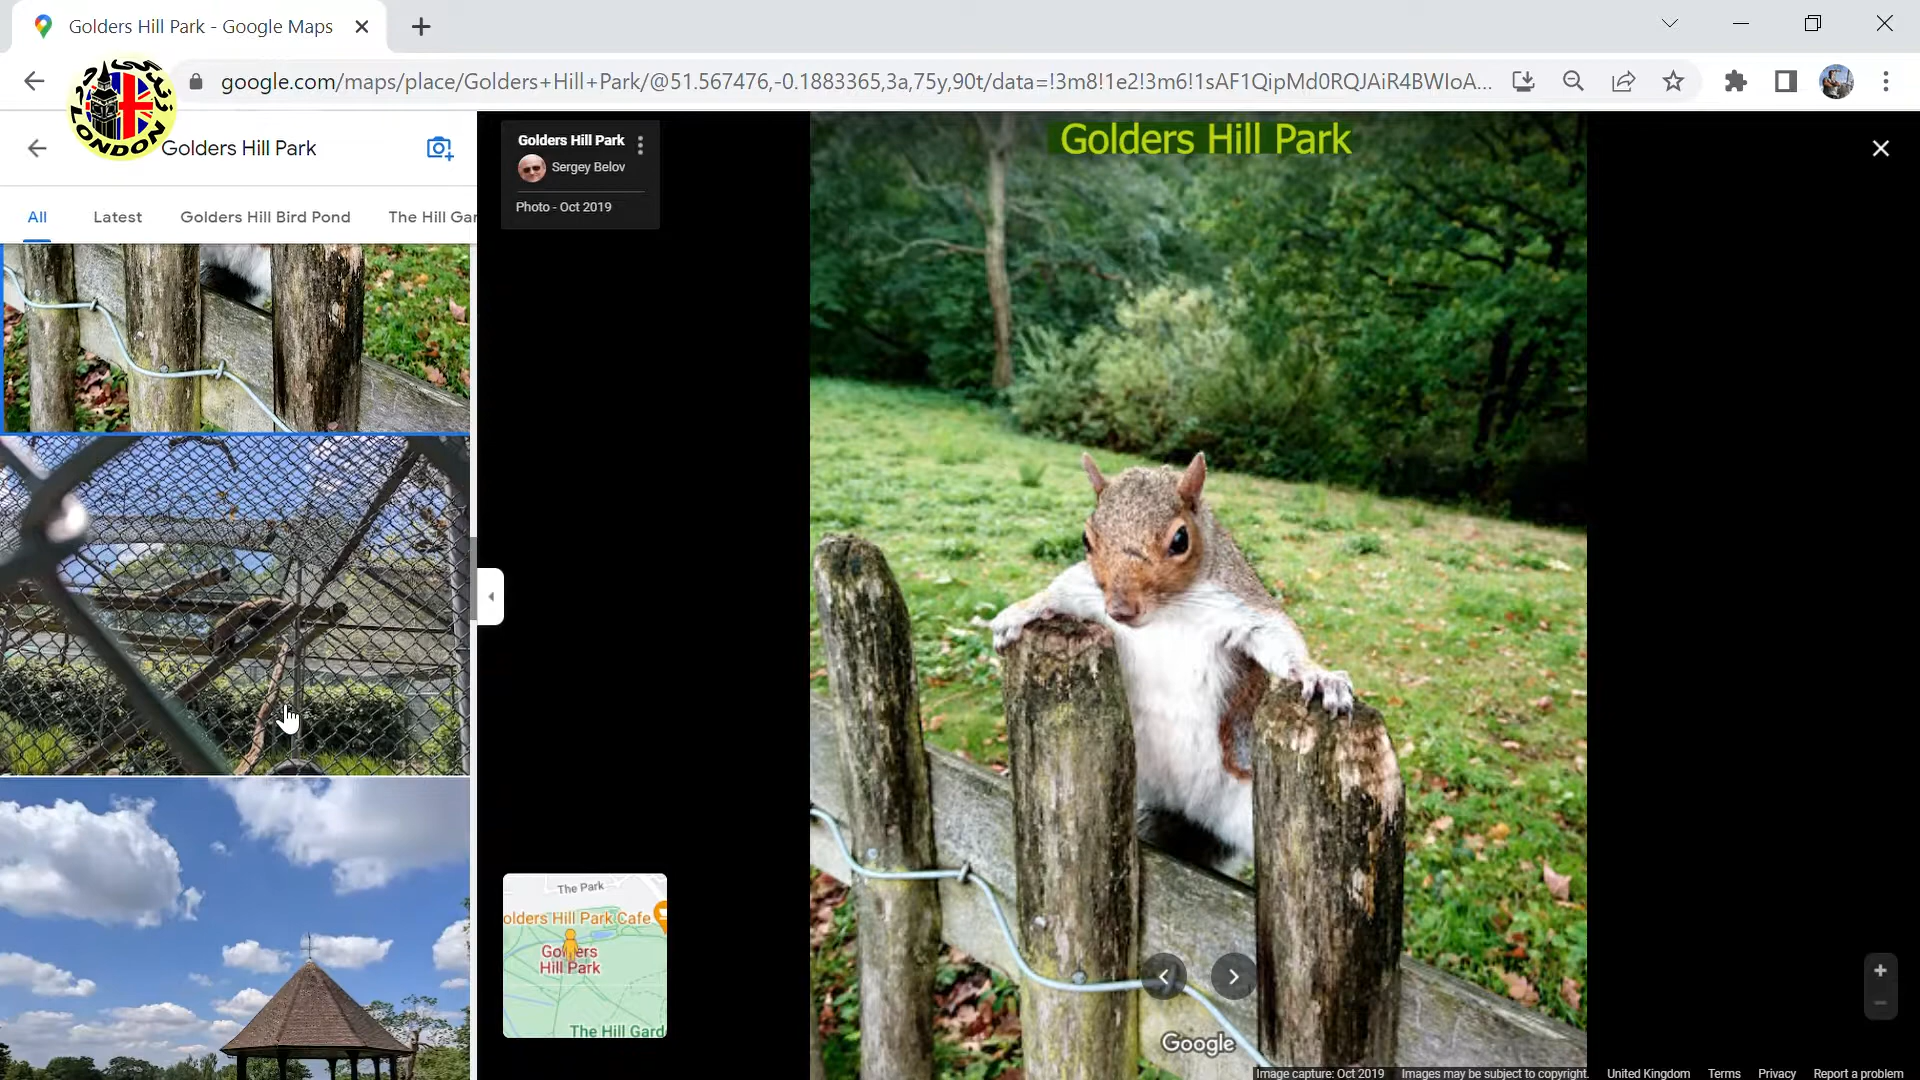 Golders Hill Park - Google Maps
google.com/maps/place/Golders+Hill+Park/@51.567476,-0.1883365,3a,75y,90t/data=!3m8!1e2!3m6!1sAF1QipMd0RQJAiR4BWIoA...
LONDON
Golders Hill Park
All Latest Golders Hill Bird Pond The Hill Gar
Golders Hill Park
Sergey Belov
Photo - Oct 2019
Golders Hill Park
The Park
olders Hill Park Cafe
Golders
Hill Park
The Hill Gard
Google
Image capture: Oct 2019 Images may be subject to copyright. United Kingdom Terms Privacy Report a problem